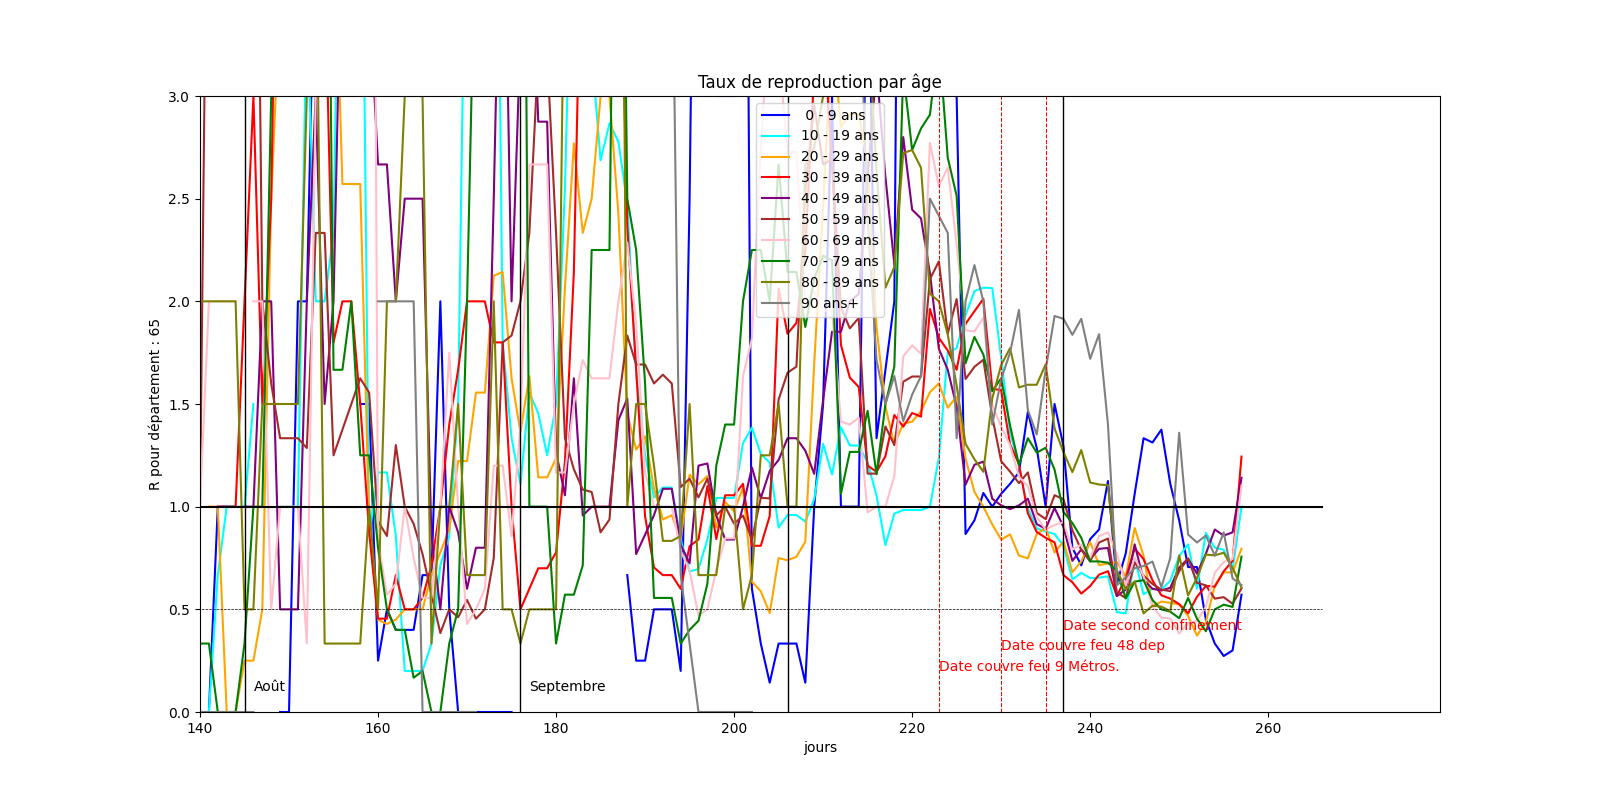 Taux de reproduction par âge
R pour département : 65
3.0
2.5
2.0
1.5
1.0
0.5
0.0
0 - 9 ans
10 - 19 ans
20 - 29 ans
30 - 39 ans
40 - 49 ans
50 - 59 ans
60 - 69 ans
70 - 79 ans
80 - 89 ans
90 ans+
Date second confinement
Date couvre feu 48 dep
Date couvre feu 9 Métros.
Août
Septembre
140
160
180
200
220
240
260
jours